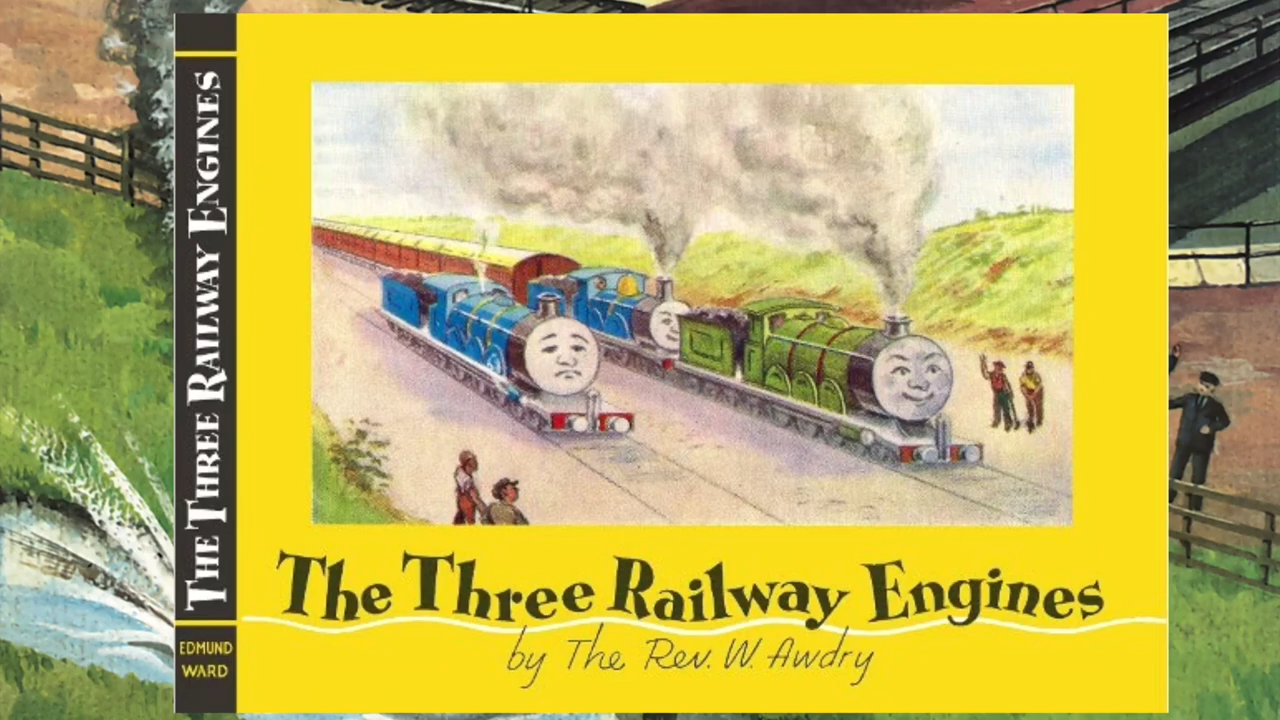 THE THREE RAILWAY ENGINES
EDMUND
WARD
The Three Railway Engines
by The Rev. W. Awdry